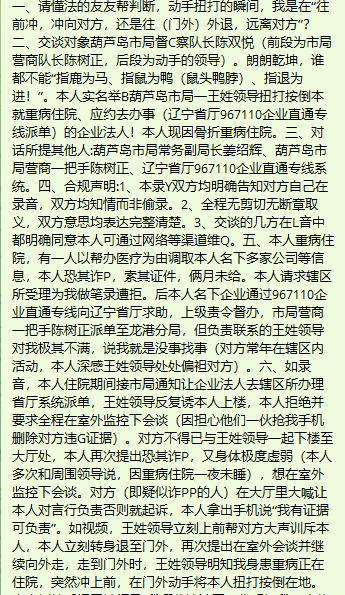 一、请懂法的友友帮判断，动手扭打的瞬间，我是在“往
前冲，冲向对方，还是往（门外）外退，远离对方”？
二、交谈对象葫芦岛市局督C察队长陈双悦（前段为市局
营商队长陈树正，后段为动手的领导）。朗朗乾坤，谁
都不能“指鹿为马、指鼠为鸭（鼠头鸭脖）、指退为
进！”。本人实名举B葫芦岛市局一王姓领导扭打按倒本
就重病住院、应约去办事（辽宁省厅967110企业直通专
线派单）的企业法人！本人现因骨折重病住院。三、对
话所提其他人:葫芦岛市局常务副局长姜绍辉、葫芦岛市
局营商一把手陈树正、辽宁省厅967110企业直通专线系
统。四、合规声明:1、本录Y双方均明确告知对方自己在
录音，双方均知情而非偷录。2、全程无剪切无断章取
义，双方意思均表达完整清楚。3、交谈的几方在L音中
都明确同意本人可通过网络等渠道维Q。五、本人重病住
院，有一人以帮办医疗为由调取本人名下多家公司等信
息，本人恐其诈P，索其证件，俩月未给。本人请求辖区
所受理为我做笔录遭拒。后本人名下企业通过967110企
业直通专线向辽宁省厅求助，上级责令督办，市局营商
一把手陈树正派单至龙港分局，但负责联系的王姓领导
对我极其不满，说我就是没事找事（对方常年在辖区内
活动，本人深感王姓领导处处偏袒对方）。六、如录
音，本人住院期间接市局通知让企业法人去辖区所办理
省厅系统派单，王姓领导反复诱本人上楼，本人拒绝并
要求全程在室外监控下会谈（因担心他们一伙抢我手机
删除对方违G证据）。对方不得已与王姓领导一起下楼至
大厅处，本人再次提出恐其诈P，又身体极度虚弱（本人
多次和周围领导说，因重病住院一夜未睡），想在室外
监控下会谈。对方（即疑似诈PP的人）在大厅里大喊让
本人对言行负责否则就起诉，本人拿出手机说“我有证据
可负责”。如视频，王姓领导立刻上前帮对方大声训斥本
人，本人立刻转身退至门外，再次提出在室外会谈并继
续向外走，走到门外时，王姓领导明知我身患重病正在
住院，突然冲上前，在门外动手将本人扭打按倒在地。